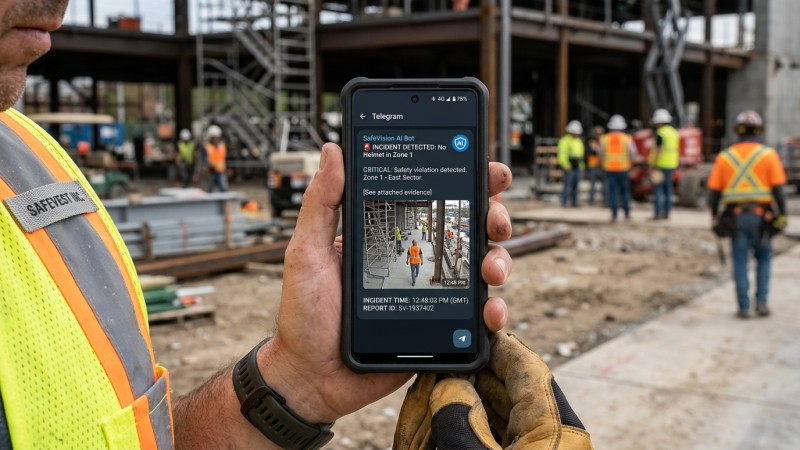 4G 76%
Telegram
SafeVision AI Bot
INCIDENT DETECTED: No
Helmet in Zone 1
AI
CRITICAL: Safety violation detected.
Zone 1 - East Sector.
[See attached evidence]
12:48 PM
INCIDENT TIME: 12:48:03 PM (GMT)
REPORT ID: SV-1937402
SAFEVEST INC